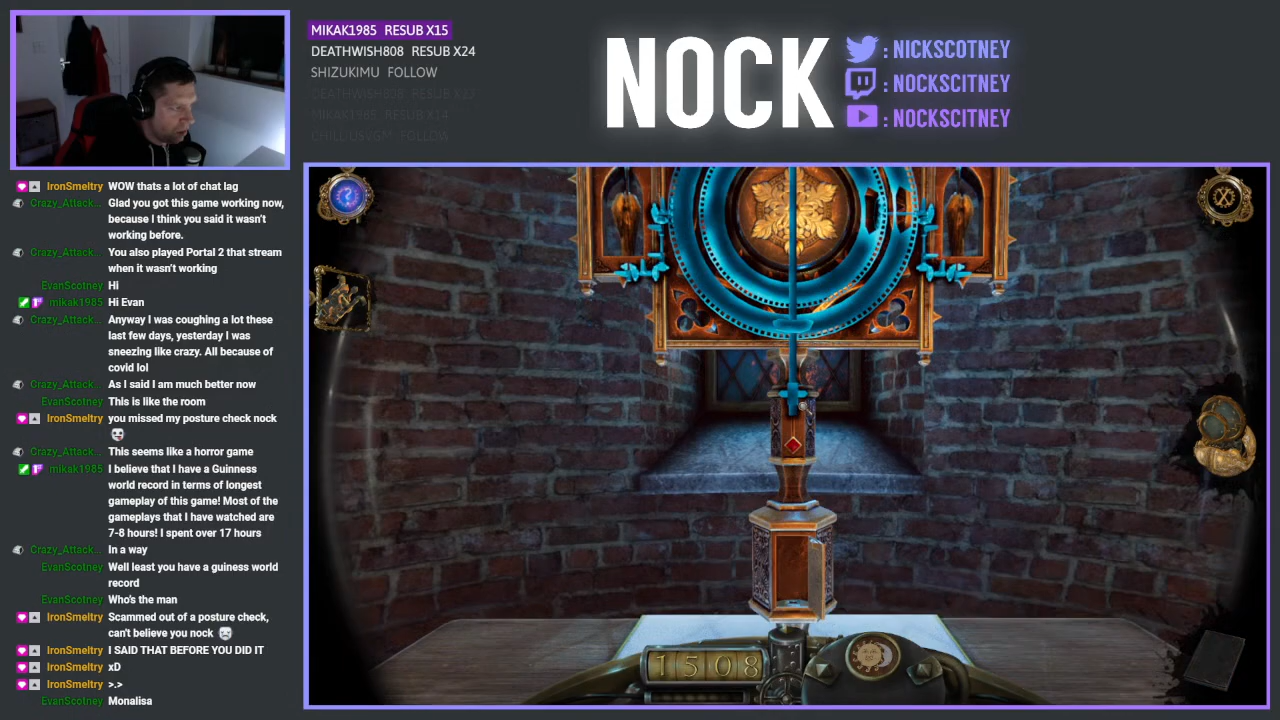 MIKAK1985 RESUB X15
DEATHWISH808 RESUB X24
SHIZUKIMU FOLLOW
DEATHWISH808 RESUB X23
MIKAK1985 RESUB X14
NOCK
: NICKSCOTNEY
: NOCKSCITNEY
: NOCKSCITNEY
IronSmeltry WOW thats a lot of chat lag
Crazy_Attack... Glad you got this game working now,
because I think you said it wasn't
working before.
Crazy_Attack... You also played Portal 2 that stream
when it wasn't working
EvanScotney Hi
mikak1985 Hi Evan
Crazy_Attack... Anyway I was coughing a lot these
last few days, yesterday I was
sneezing like crazy. All because of
covid lol
Crazy_Attack... As I said I am much better now
EvanScotney This is like the room
IronSmeltry you missed my posture check nock
Crazy_Attack... This seems like a horror game
mikak1985 I believe that I have a Guinness
world record in terms of longest
gameplay of this game! Most of the
gameplays that I have watched are
7-8 hours! I spent over 17 hours
Crazy_Attack... In a way
EvanScotney Well least you have a guiness world
record
EvanScotney Who's the man
IronSmeltry Scammed out of a posture check,
can't believe you nock
IronSmeltry I SAID THAT BEFORE YOU DID IT
IronSmeltry xD
IronSmeltry >.>
EvanScotney Monalisa
1508